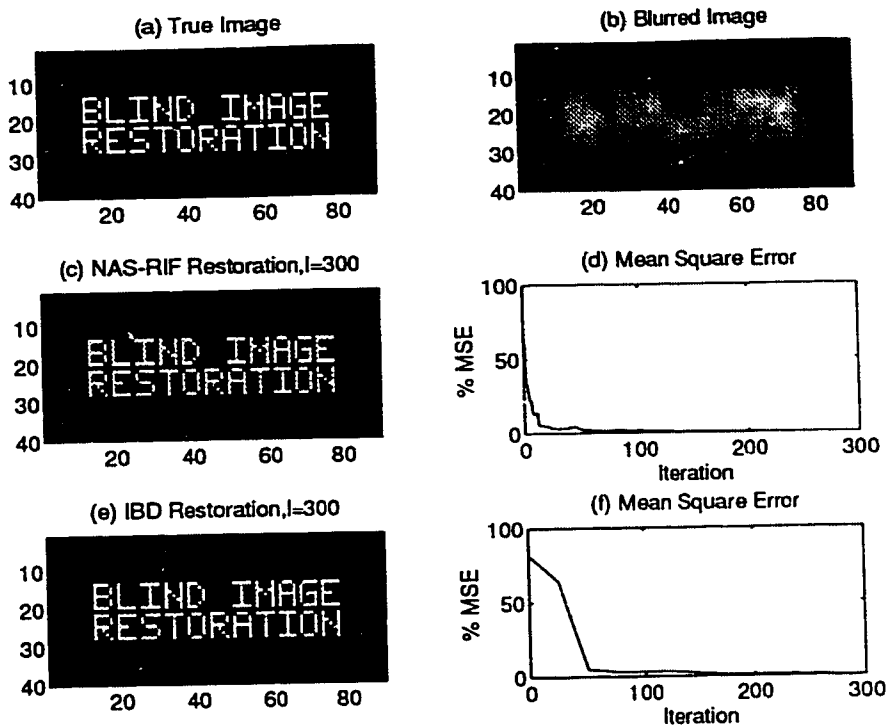 (a) True Image
10
20
30
40
BLIND IMAGE
RESTORATION
20 40 60 80
(b) Blurred Image
10
20
30
40
20 40 60 80
(c) NAS-RIF Restoration,I=300
10
20
30
40
BLIND IMAGE
RESTORATION
20 40 60 80
(d) Mean Square Error
% MSE
100
50
0
0 100 200 300
Iteration
(e) IBD Restoration,I=300
10
20
30
40
BLIND IMAGE
RESTORATION
20 40 60 80
(f) Mean Square Error
% MSE
100
50
0
0 100 200 300
Iteration